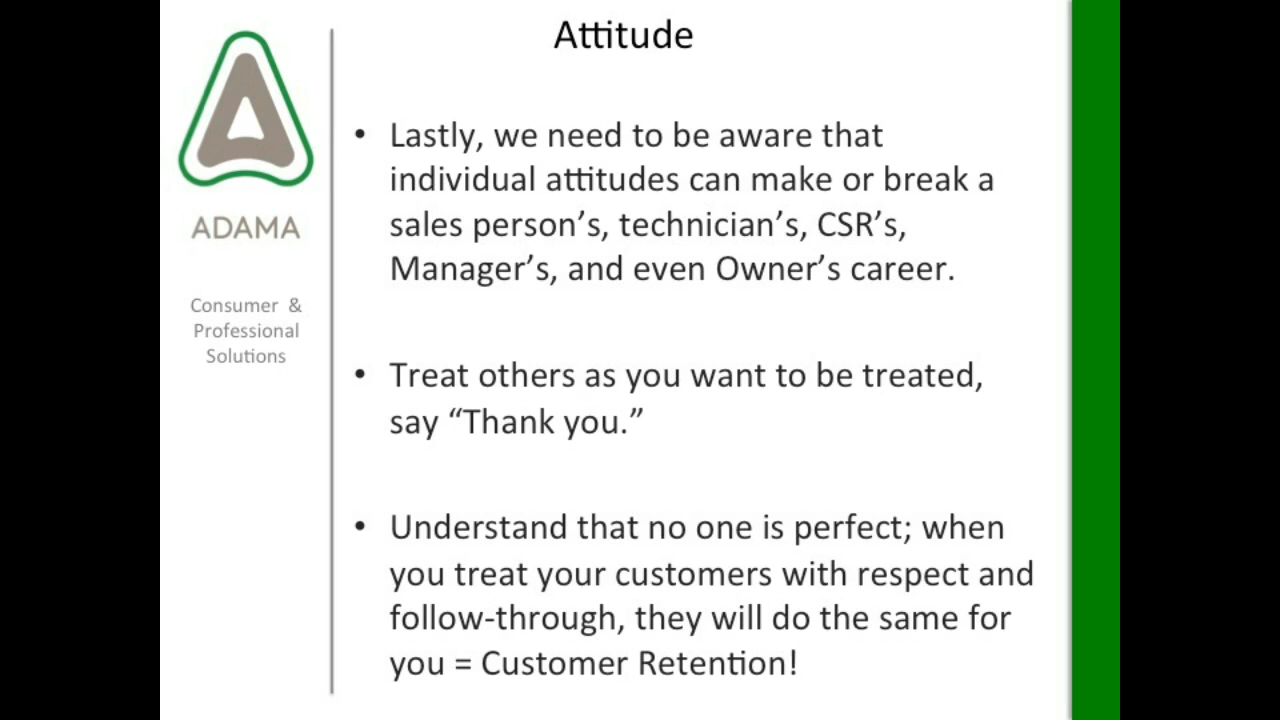 Attitude
ADAMA
Consumer & 
Professional
Solutions
• Lastly, we need to be aware that
individual attitudes can make or break a
sales person’s, technician’s, CSR’s,
Manager’s, and even Owner’s career.
• Treat others as you want to be treated,
say “Thank you.”
• Understand that no one is perfect; when
you treat your customers with respect and
follow-through, they will do the same for
you = Customer Retention!